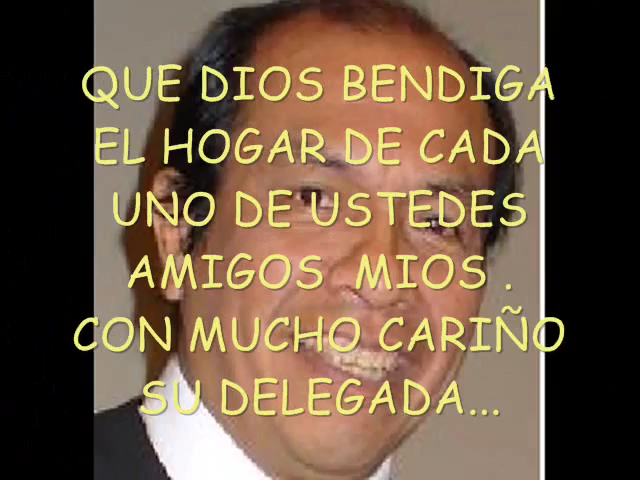 QUE DIOS BENDIGA
EL HOGAR DE CADA
UNO DE USTEDES
AMIGOS MIOS .
CON MUCHO CARIÑO
SU DELEGADA...